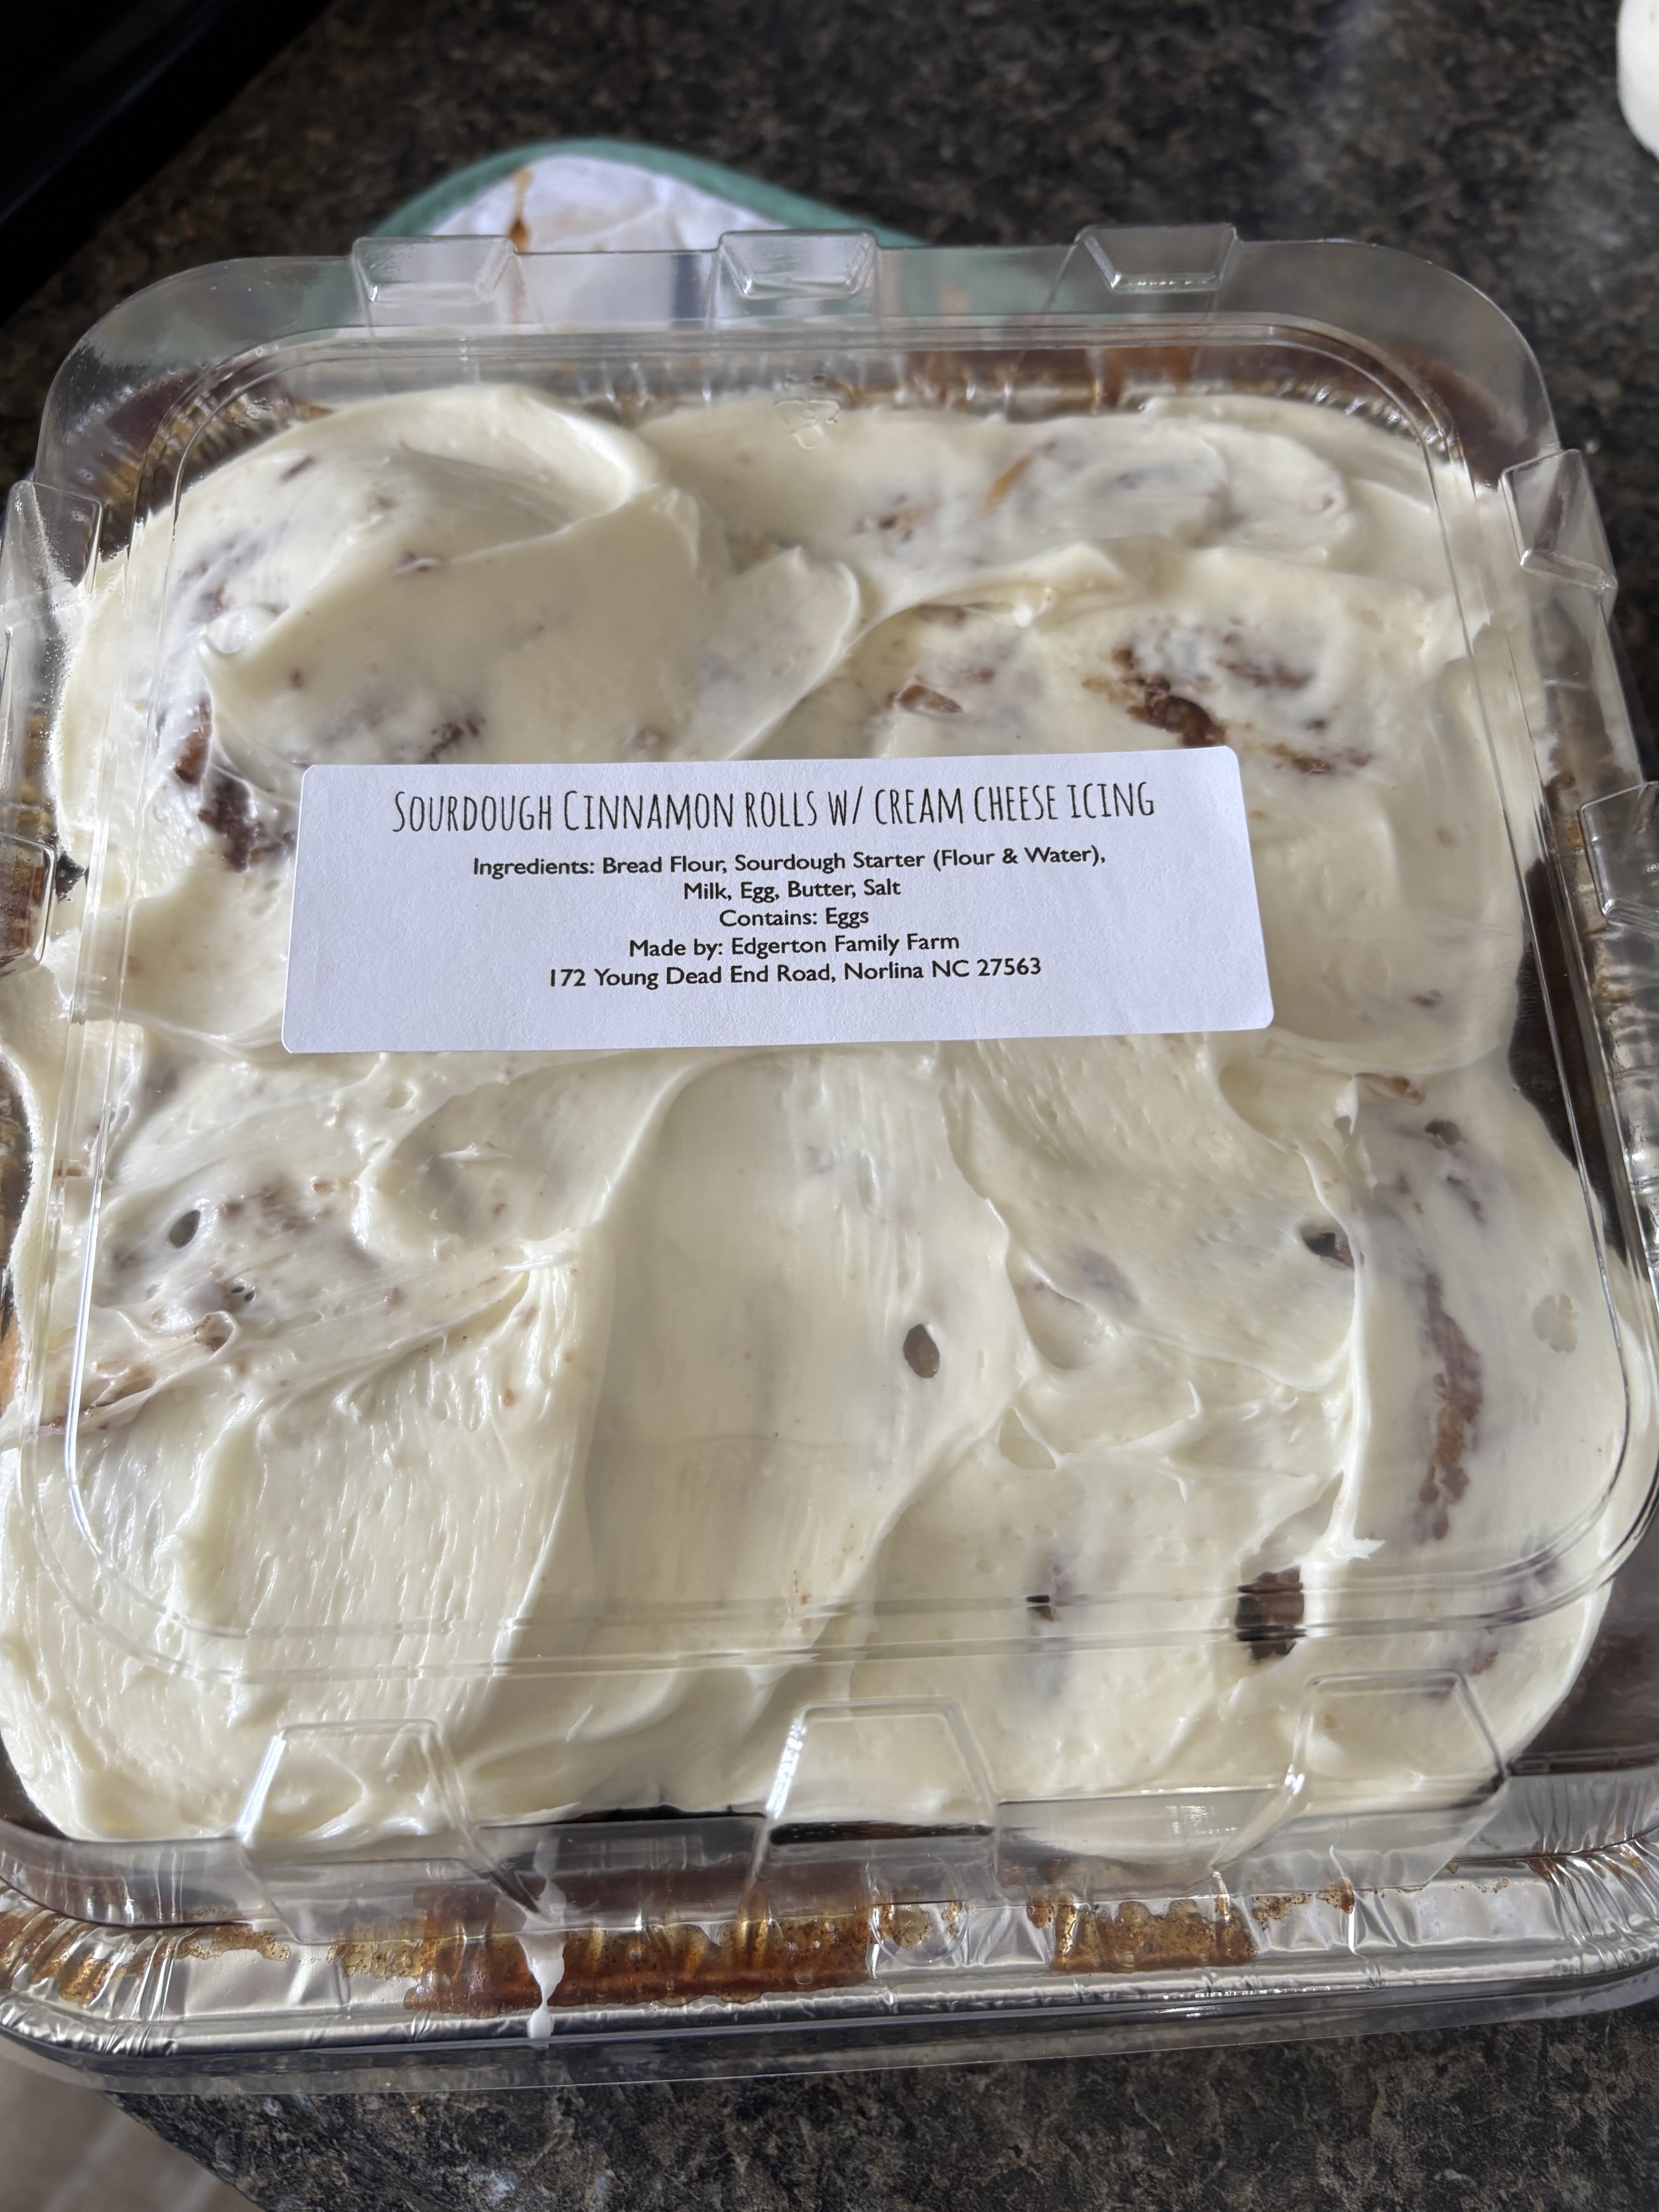 Sourdough Cinnamon rolls w/ cream cheese icing
Ingredients: Bread Flour, Sourdough Starter (Flour & Water),
Milk, Egg, Butter, Salt
Contains: Eggs
Made by: Edgerton Family Farm
172 Young Dead End Road, Norlina NC 27563